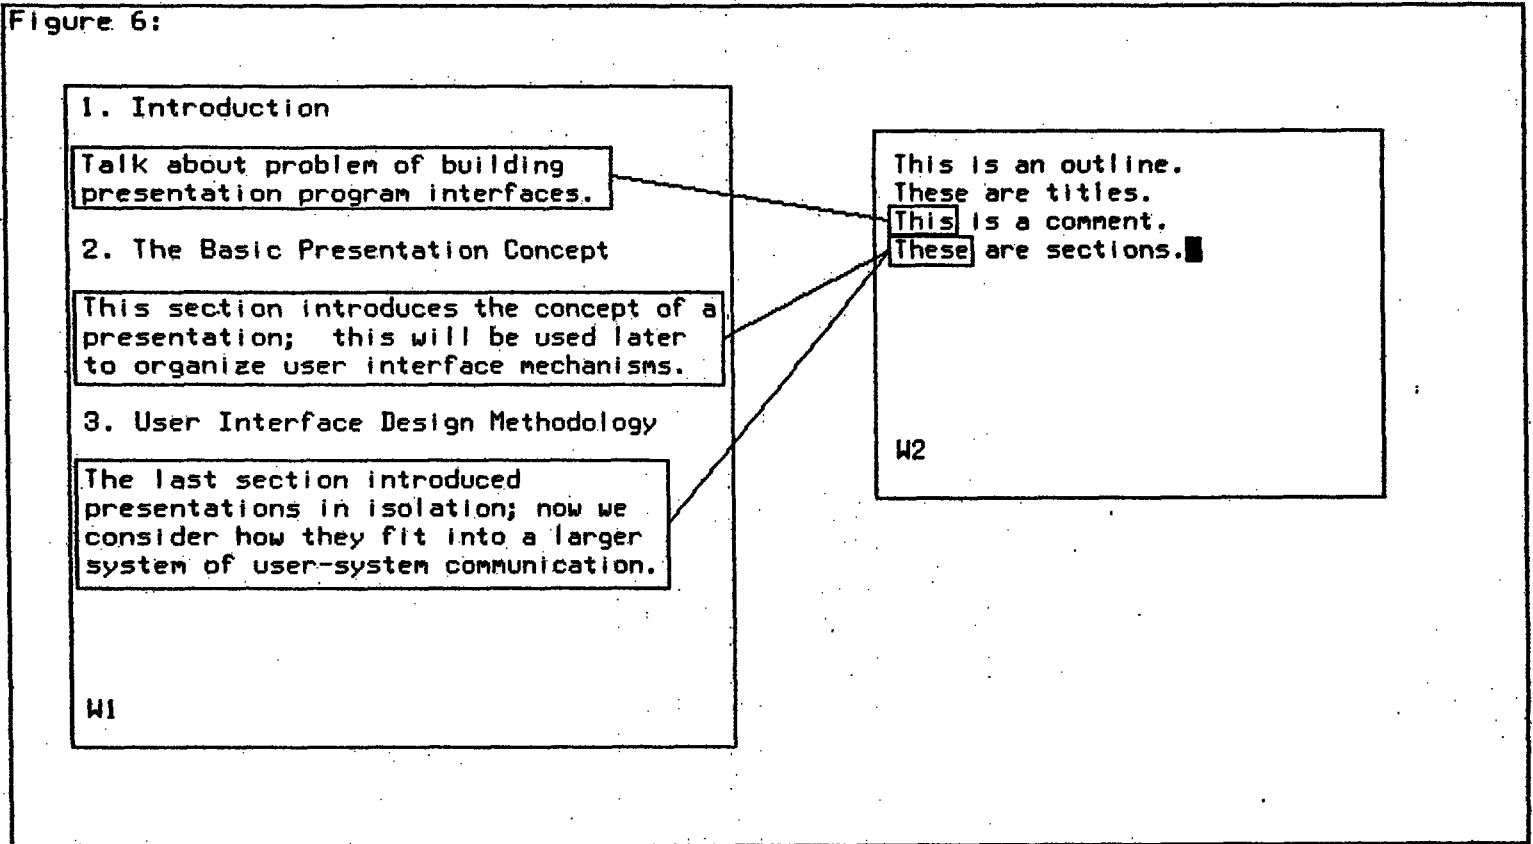 Figure 6:
1. Introduction
Talk about problem of building
presentation program interfaces.
2. The Basic Presentation Concept
This section introduces the concept of a
presentation; this will be used later
to organize user interface mechanisms.
3. User Interface Design Methodology
The last section introduced
presentations in isolation; now we
consider how they fit into a larger
system of user-system communication.
W1
This is an outline.
These are titles.
This is a comment.
These are sections.
W2